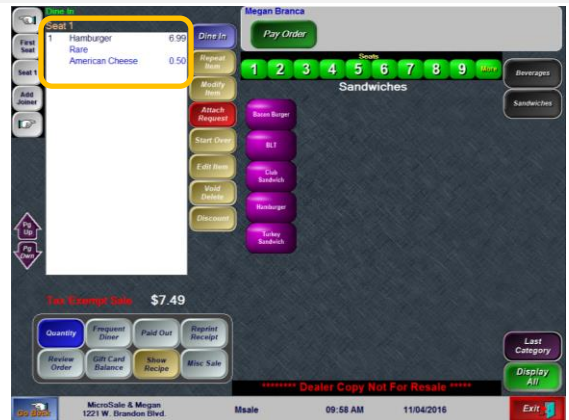 Dine In
Megan Branca
Seat 1
1 Hamburger 6.99
Rare
American Cheese 0.50
First Seat
Seat 1
Add Joiner
Pg Up
Pg Dwn
Dine In
Repeat Item
Modify Item
Attach Request
Start Over
Edit Item
Void Delete
Discount
Pay Order
Seats
1 2 3 4 5 6 7 8 9 More
Sandwiches
Beverages
Sandwiches
Bacon Burger
BLT
Club Sandwich
Hamburger
Turkey Sandwich
Tax Exempt Sale $7.49
Quantity
Frequent Diner
Paid Out
Reprint Receipt
Review Order
Gift Card Balance
Show Recipe
Misc Sale
Last Category
Display All
******** Dealer Copy Not For Resale *****
Go Back
MicroSale & Megan
1221 W. Brandon Blvd.
Msale
09:58 AM
11/04/2016
Exit